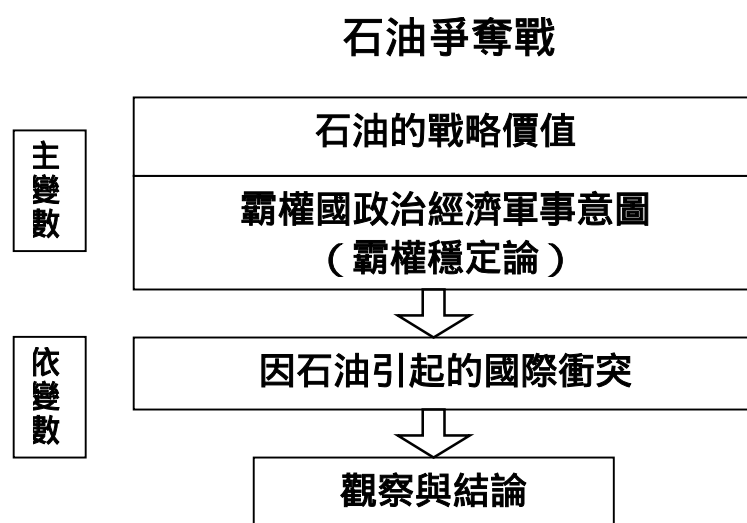 石油爭奪戰
主變數
石油的戰略價值
霸權國政治經濟軍事意圖
（霸權穩定論）
依變數
因石油引起的國際衝突
觀察與結論